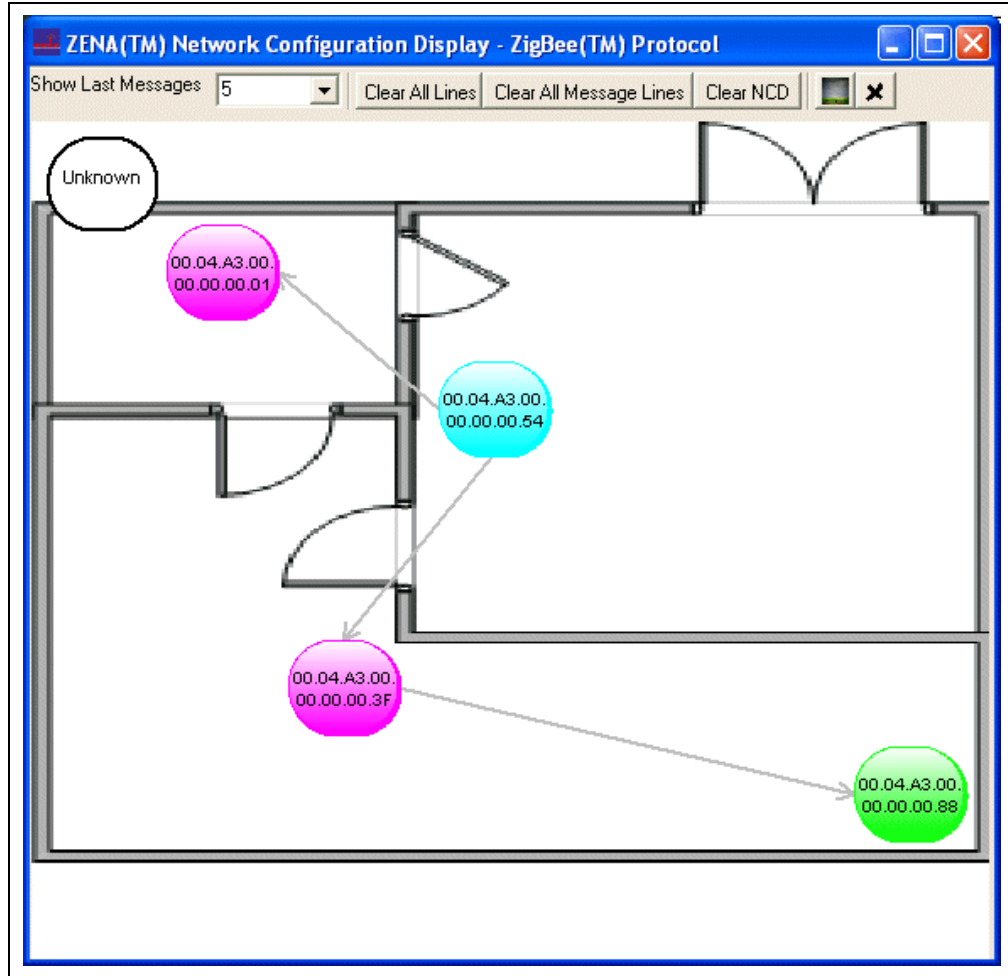 ZENA(TM) Network Configuration Display - ZigBee(TM) Protocol
Show Last Messages 5 Clear All Lines Clear All Message Lines Clear NCD
Unknown
00.04.A3.00.
00.00.00.01
00.04.A3.00.
00.00.00.54
00.04.A3.00.
00.00.00.3F
00.04.A3.00.
00.00.00.88